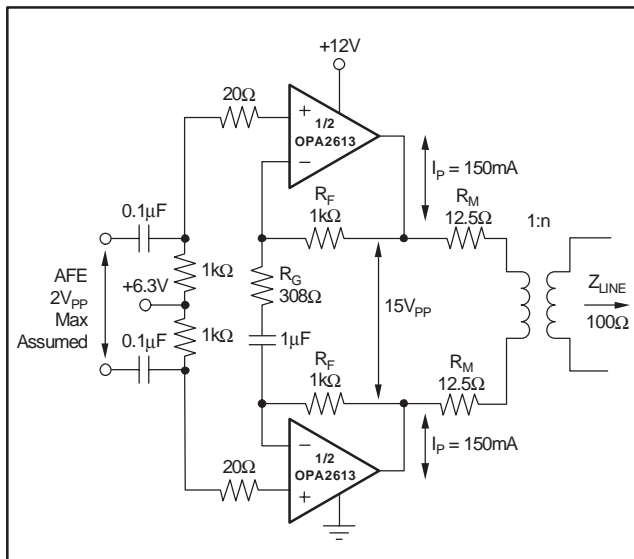 +12V
20Ω
+
1/2
OPA2613
−
I_P = 150mA
R_F
1kΩ
R_M
12.5Ω
1:n
0.1µF
AFE
2V_PP
Max
Assumed
1kΩ
+6.3V
1kΩ
0.1µF
R_G
308Ω
1µF
15V_PP
Z_LINE
100Ω
R_F
1kΩ
R_M
12.5Ω
−
1/2
OPA2613
+
20Ω
I_P = 150mA